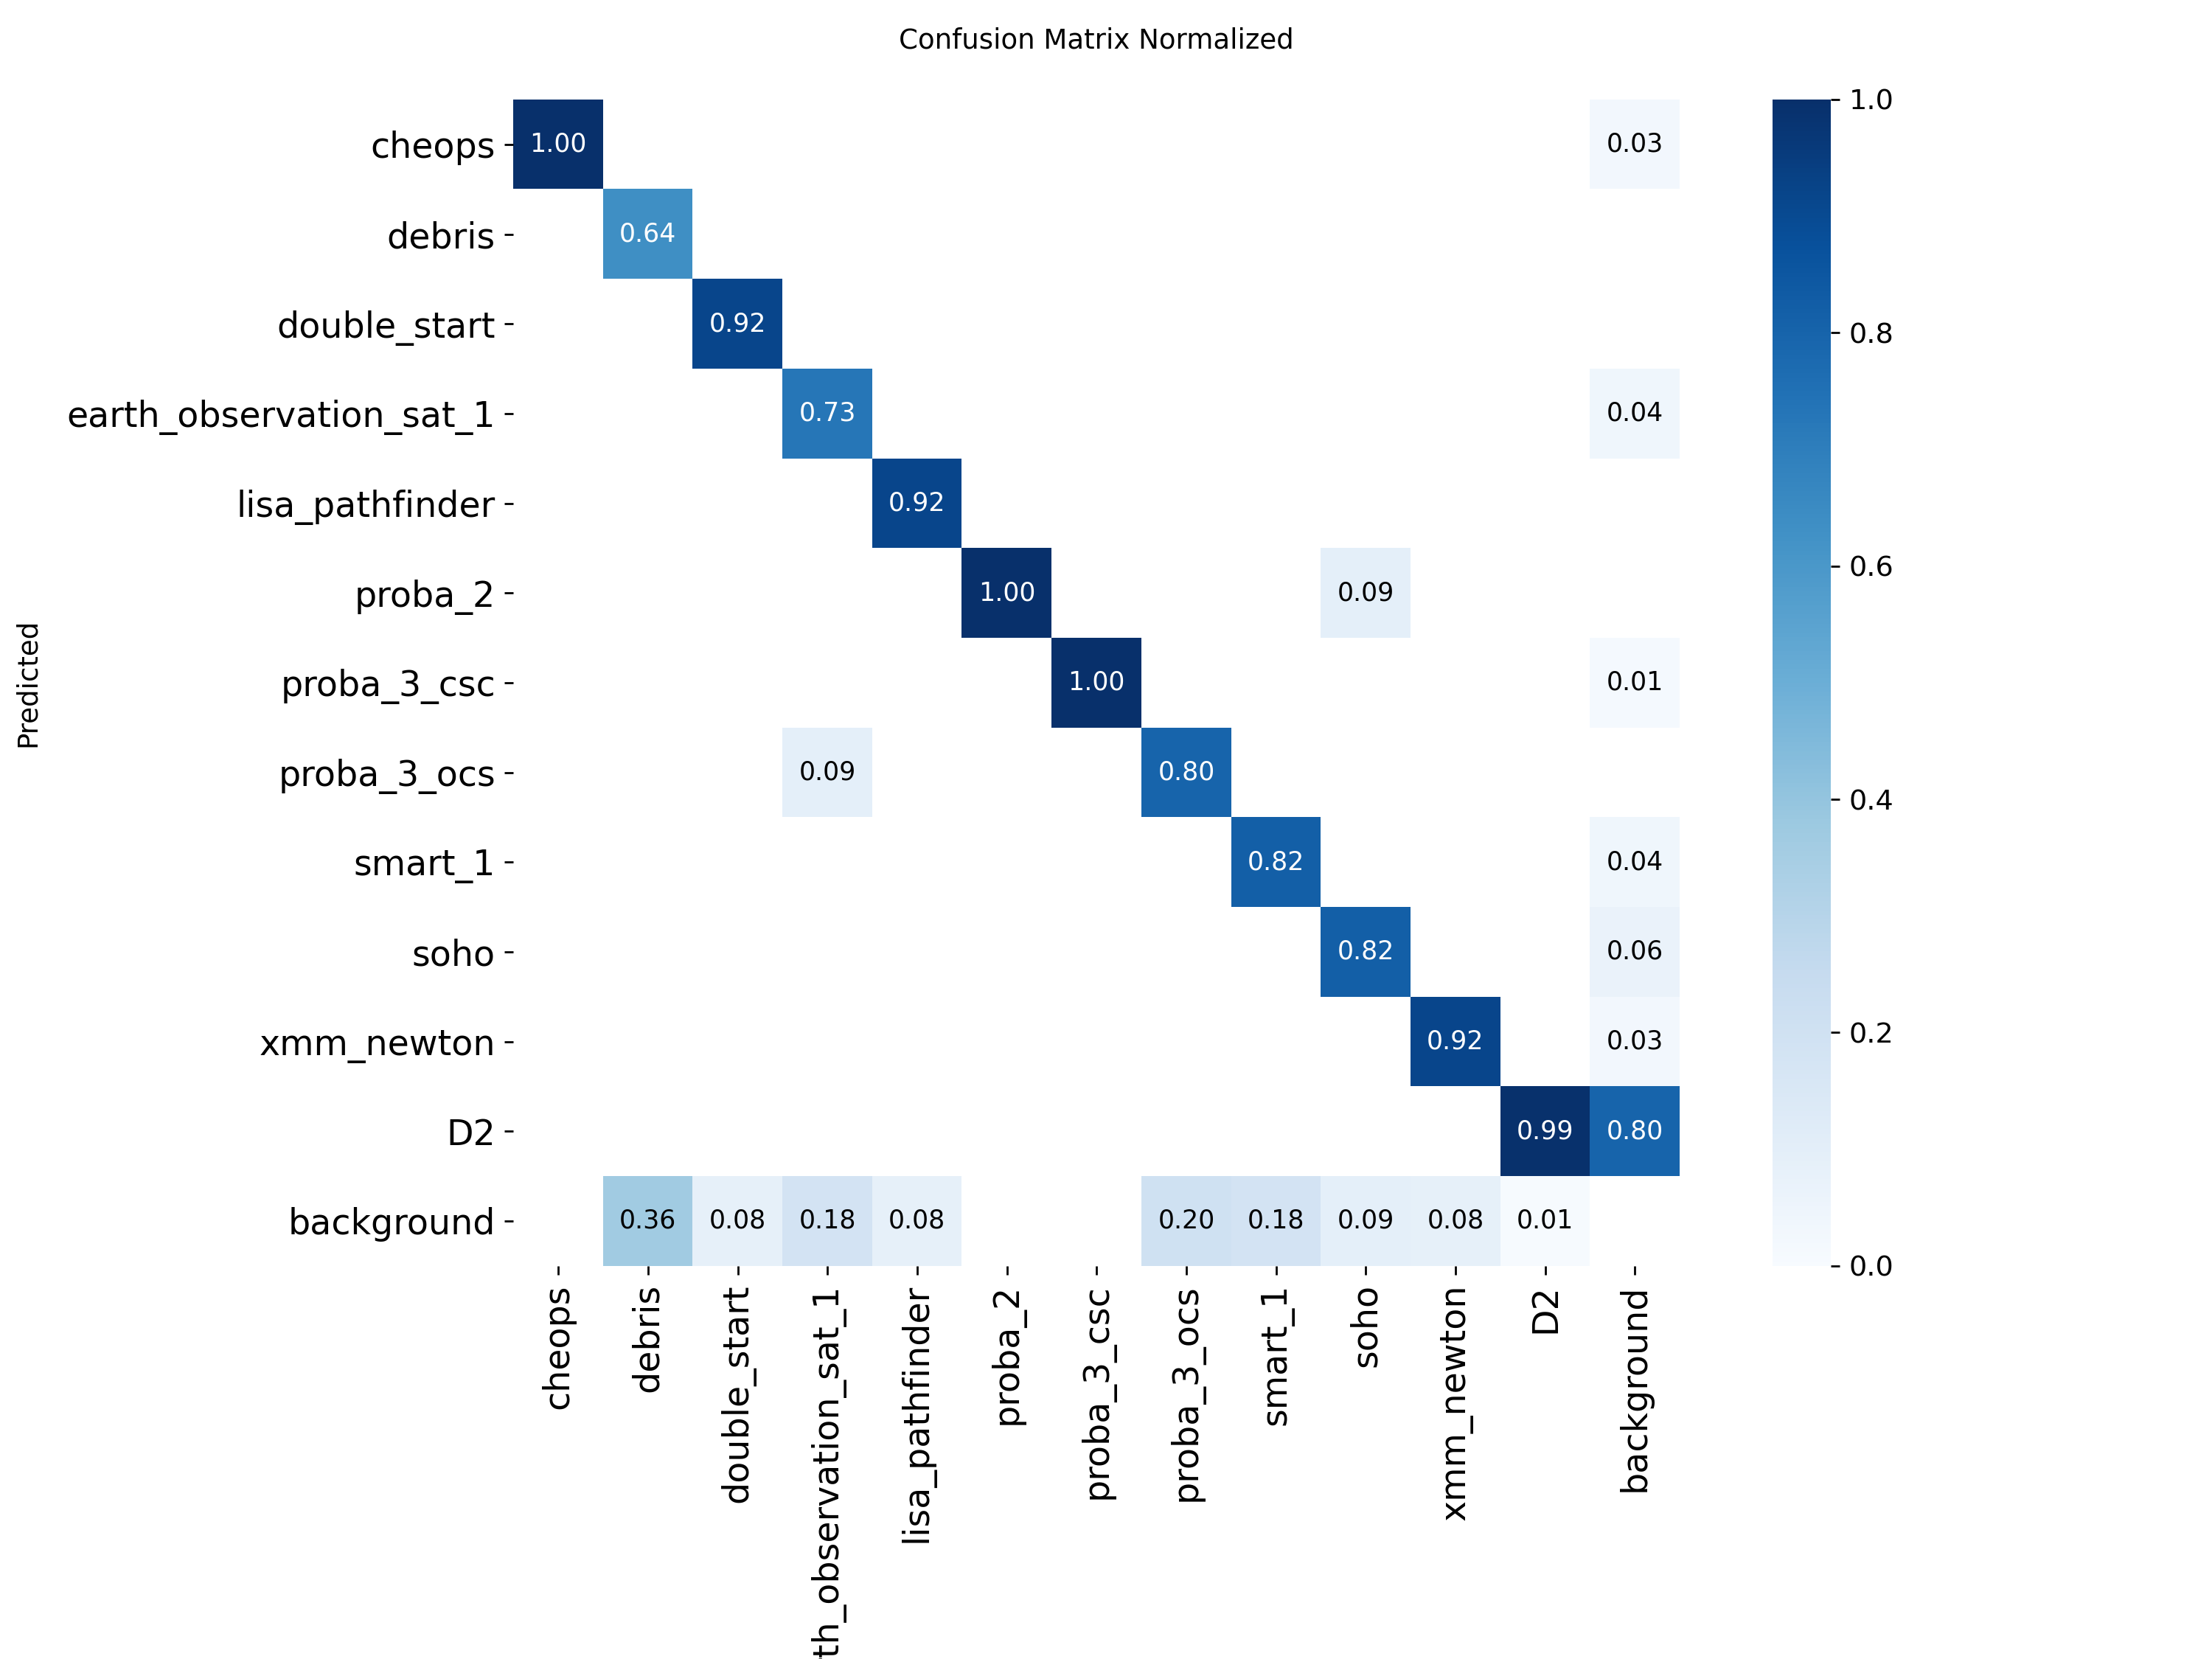 Confusion Matrix Normalized
cheops 1.00 0.03
debris 0.64
double_start 0.92
earth_observation_sat_1 0.73 0.04
lisa_pathfinder 0.92
proba_2 1.00 0.09
proba_3_csc 1.00 0.01
proba_3_ocs 0.09 0.80
smart_1 0.82 0.04
soho 0.82 0.06
xmm_newton 0.92 0.03
D2 0.99 0.80
background 0.36 0.08 0.18 0.08 0.20 0.18 0.09 0.08 0.01
Predicted
cheops
debris
double_start
th_observation_sat_1
lisa_pathfinder
proba_2
proba_3_csc
proba_3_ocs
smart_1
soho
xmm_newton
D2
background
1.0
0.8
0.6
0.4
0.2
0.0